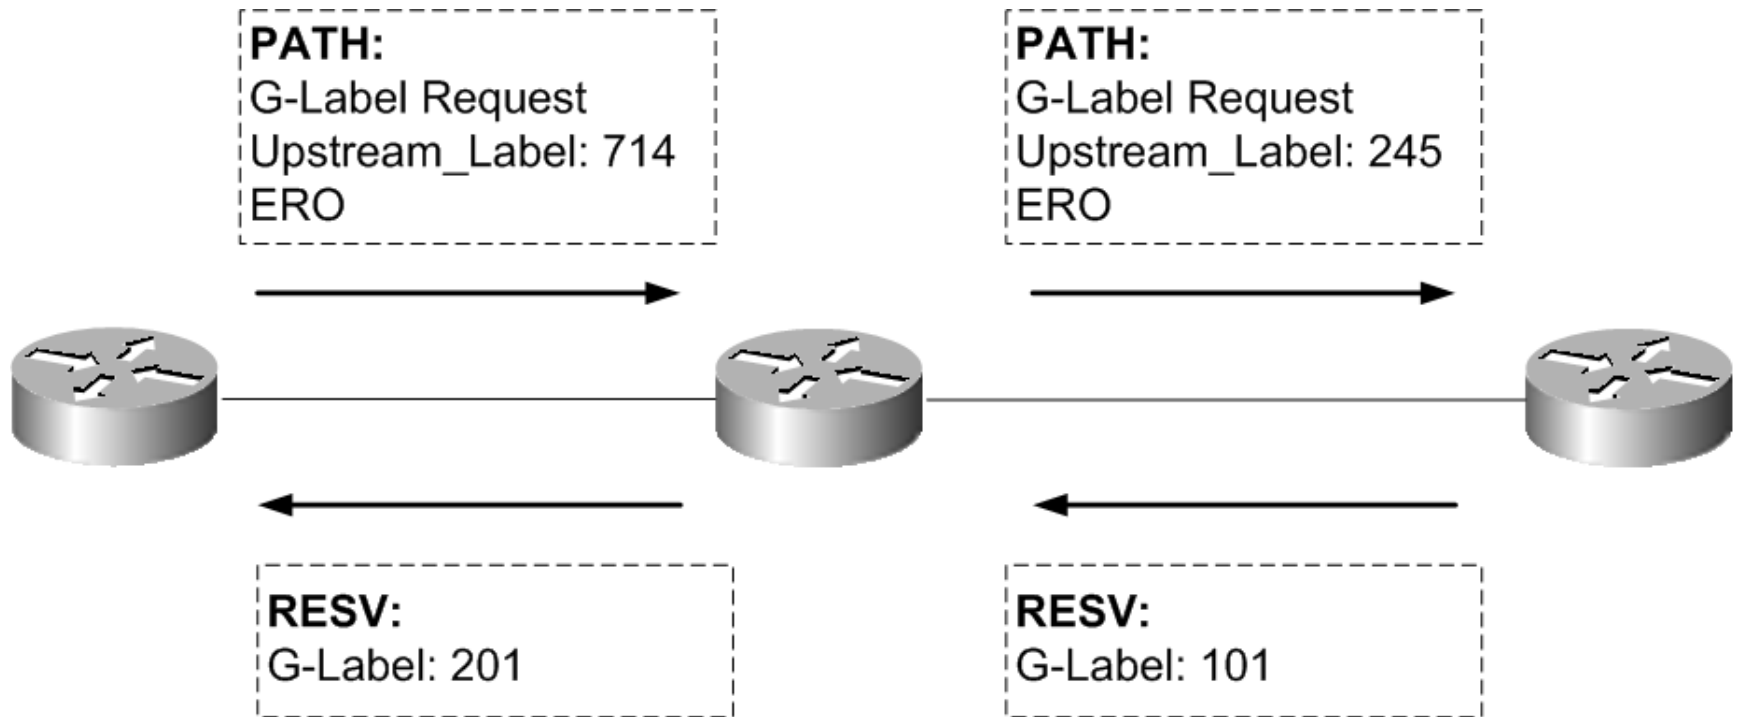 PATH:
G-Label Request
Upstream_Label: 714
ERO
PATH:
G-Label Request
Upstream_Label: 245
ERO
RESV:
G-Label: 201
RESV:
G-Label: 101